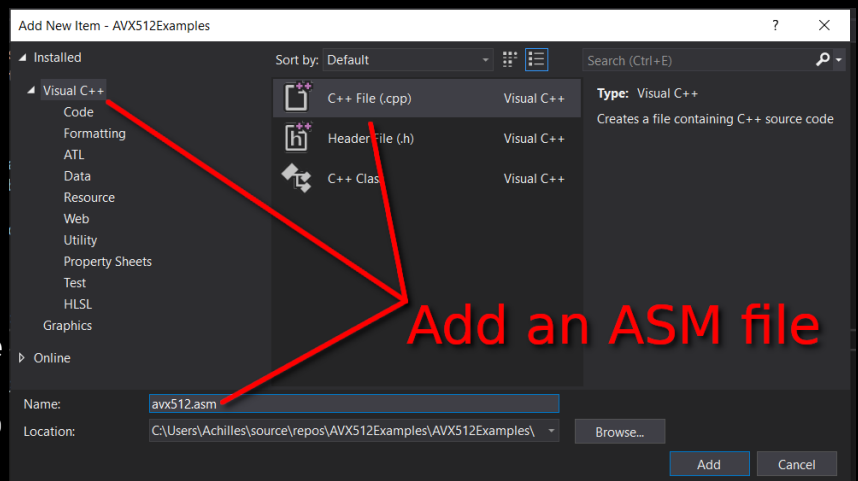 Add New Item - AVX512Examples
? ×
Installed
Sort by: Default
Search (Ctrl+E)
Visual C++
Code
Formatting
ATL
Data
Resource
Web
Utility
Property Sheets
Test
HLSL
Graphics
Online
C++ File (.cpp) Visual C++
Header File (.h) Visual C++
C++ Class Visual C++
Type: Visual C++
Creates a file containing C++ source code
Add an ASM file
Name: avx512.asm
Location: C:\Users\Achilles\source\repos\AVX512Examples\AVX512Examples\
Browse...
Add Cancel